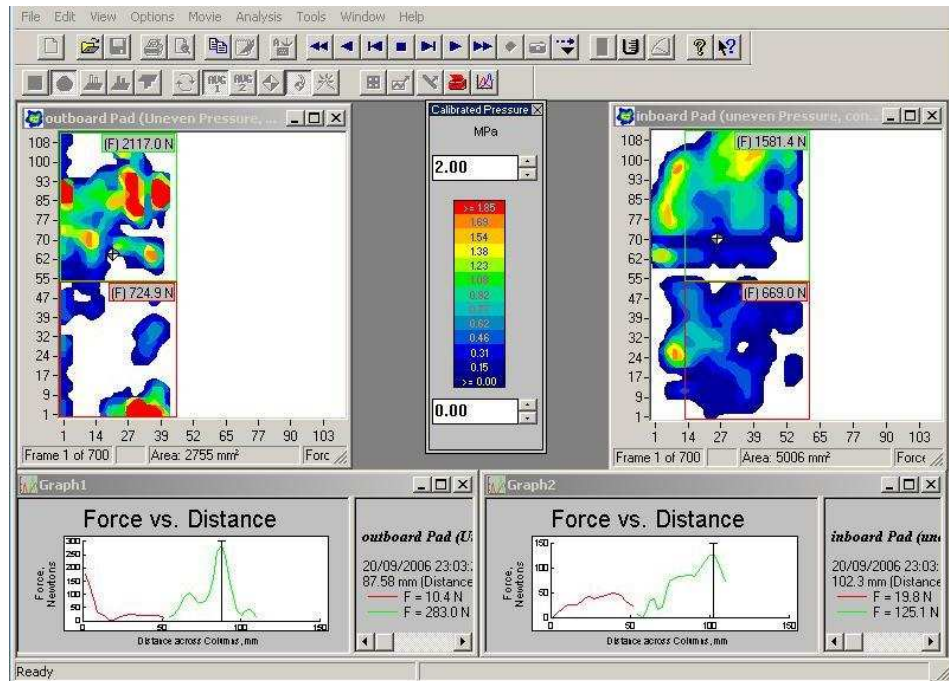 File Edit View Options Movie Analysis Tools Window Help
AVG 1 AVG 2
outboard Pad (Uneven Pressure, ...
108
100
93
85
77
70
62
55
47
39
32
24
17
9
1
(F) 2117.0 N
(F) 724.9 N
1 14 27 39 52 65 77 90 103
Frame 1 of 700 Area: 2755 mm² Forc
Calibrated Pressure
MPa
2.00
>= 1.85
1.69
1.54
1.38
1.23
1.08
0.92
0.77
0.62
0.46
0.31
0.15
>= 0.00
0.00
inboard Pad (uneven Pressure, con...
108
100
93
85
77
70
62
55
47
39
32
24
17
9
1
(F) 1581.4 N
(F) 669.0 N
1 14 27 39 52 65 77 90 103
Frame 1 of 700 Area: 5006 mm² Force
Graph1
Force vs. Distance
Force, Newtons
300
250
200
150
100
50
0
0 50 100 150
Distance across Columns, mm
outboard Pad (U
20/09/2006 23:03:
87.58 mm (Distance
F = 10.4 N
F = 283.0 N
Graph2
Force vs. Distance
Force, Newtons
150
100
50
0
0 50 100 150
Distance across Columns, mm
inboard Pad (une
20/09/2006 23:03:
102.3 mm (Distance
F = 19.8 N
F = 125.1 N
Ready